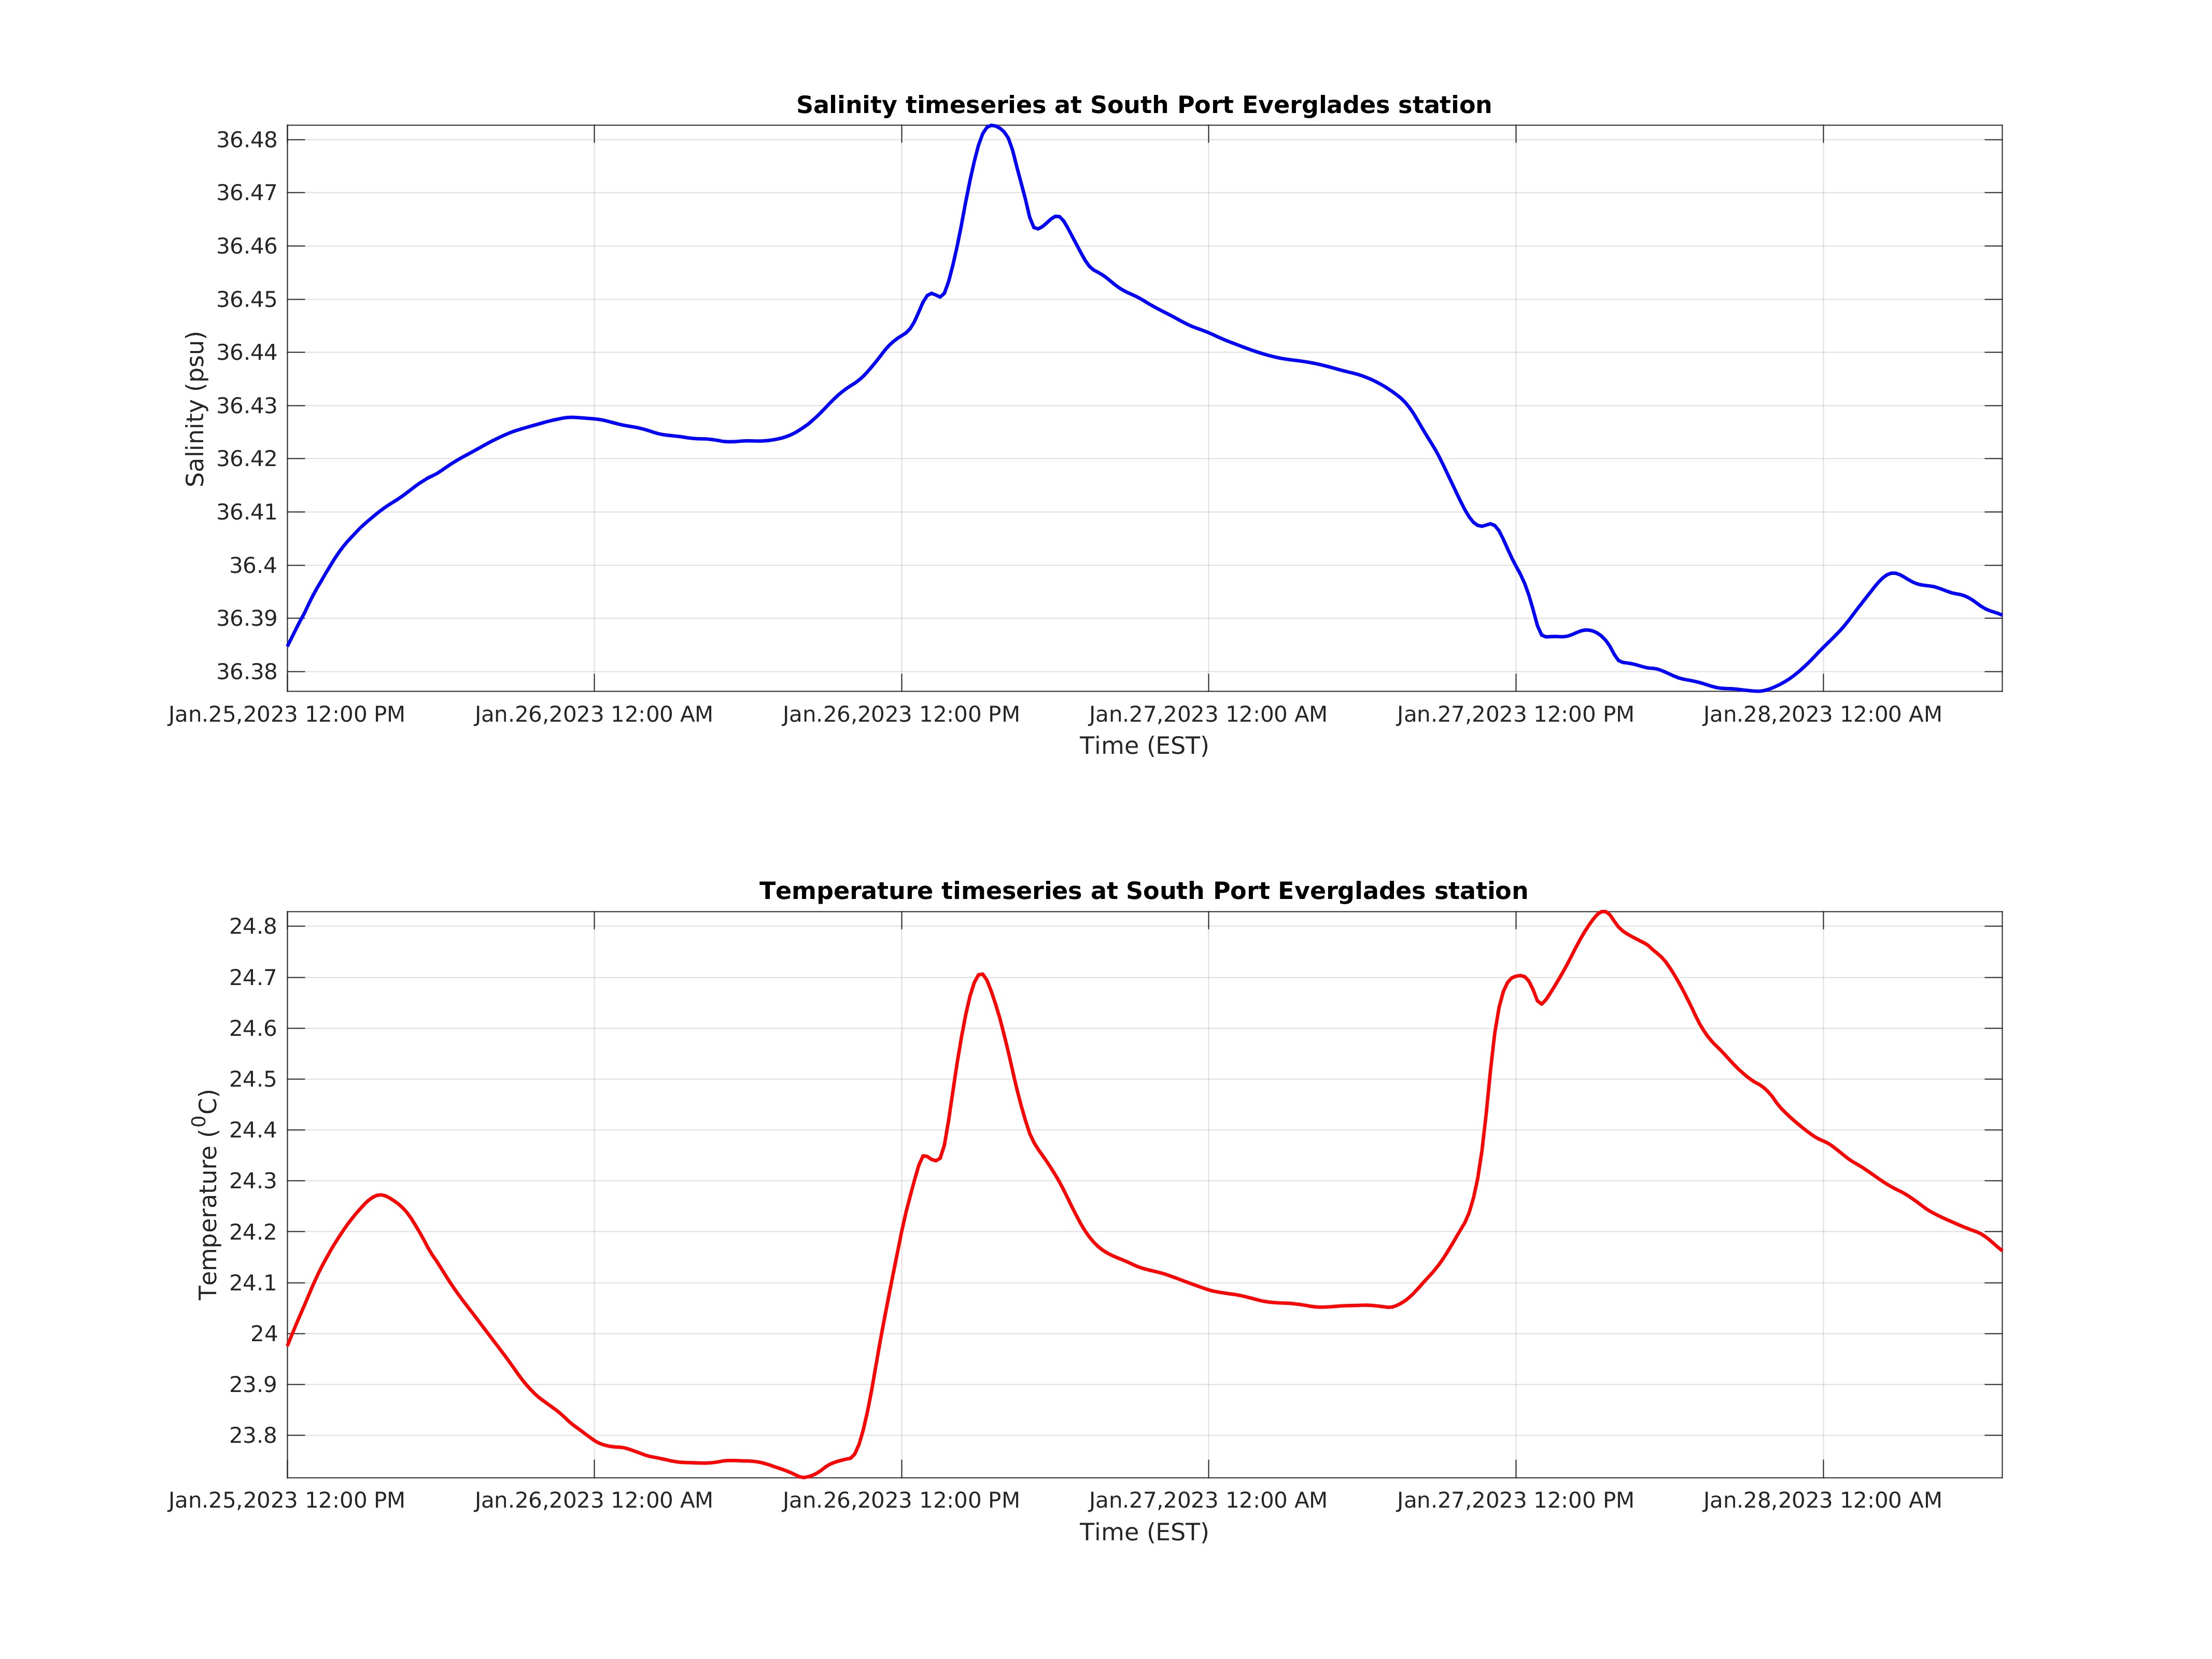 Salinity timeseries at South Port Everglades station
36.48
36.47
36.46
36.45
36.44
36.43
36.42
36.41
36.4
36.39
36.38
Salinity (psu)
Jan.25,2023 12:00 PM Jan.26,2023 12:00 AM Jan.26,2023 12:00 PM Jan.27,2023 12:00 AM Jan.27,2023 12:00 PM Jan.28,2023 12:00 AM
Time (EST)
Temperature timeseries at South Port Everglades station
24.8
24.7
24.6
24.5
24.4
24.3
24.2
24.1
24
23.9
23.8
Temperature (⁰C)
Jan.25,2023 12:00 PM Jan.26,2023 12:00 AM Jan.26,2023 12:00 PM Jan.27,2023 12:00 AM Jan.27,2023 12:00 PM Jan.28,2023 12:00 AM
Time (EST)